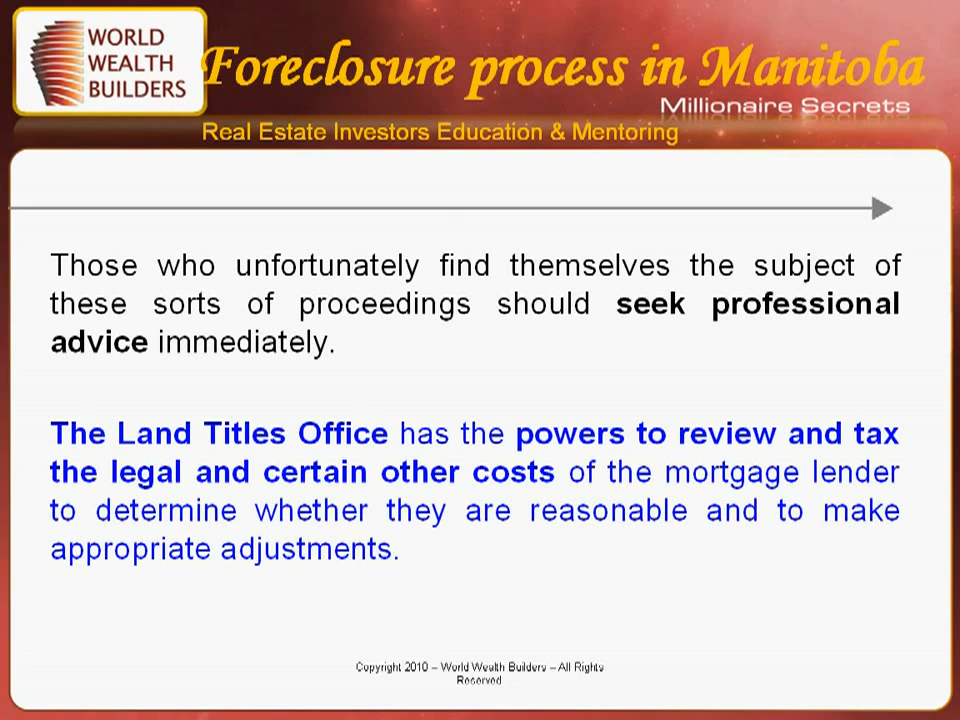 WORLD
WEALTH
BUILDERS
Foreclosure process in Manitoba
Millionaire Secrets
Real Estate Investors Education & Mentoring
Those who unfortunately find themselves the subject of
these sorts of proceedings should seek professional
advice immediately.
The Land Titles Office has the powers to review and tax
the legal and certain other costs of the mortgage lender
to determine whether they are reasonable and to make
appropriate adjustments.
Copyright 2010 – World Wealth Builders – All Rights
Reserved